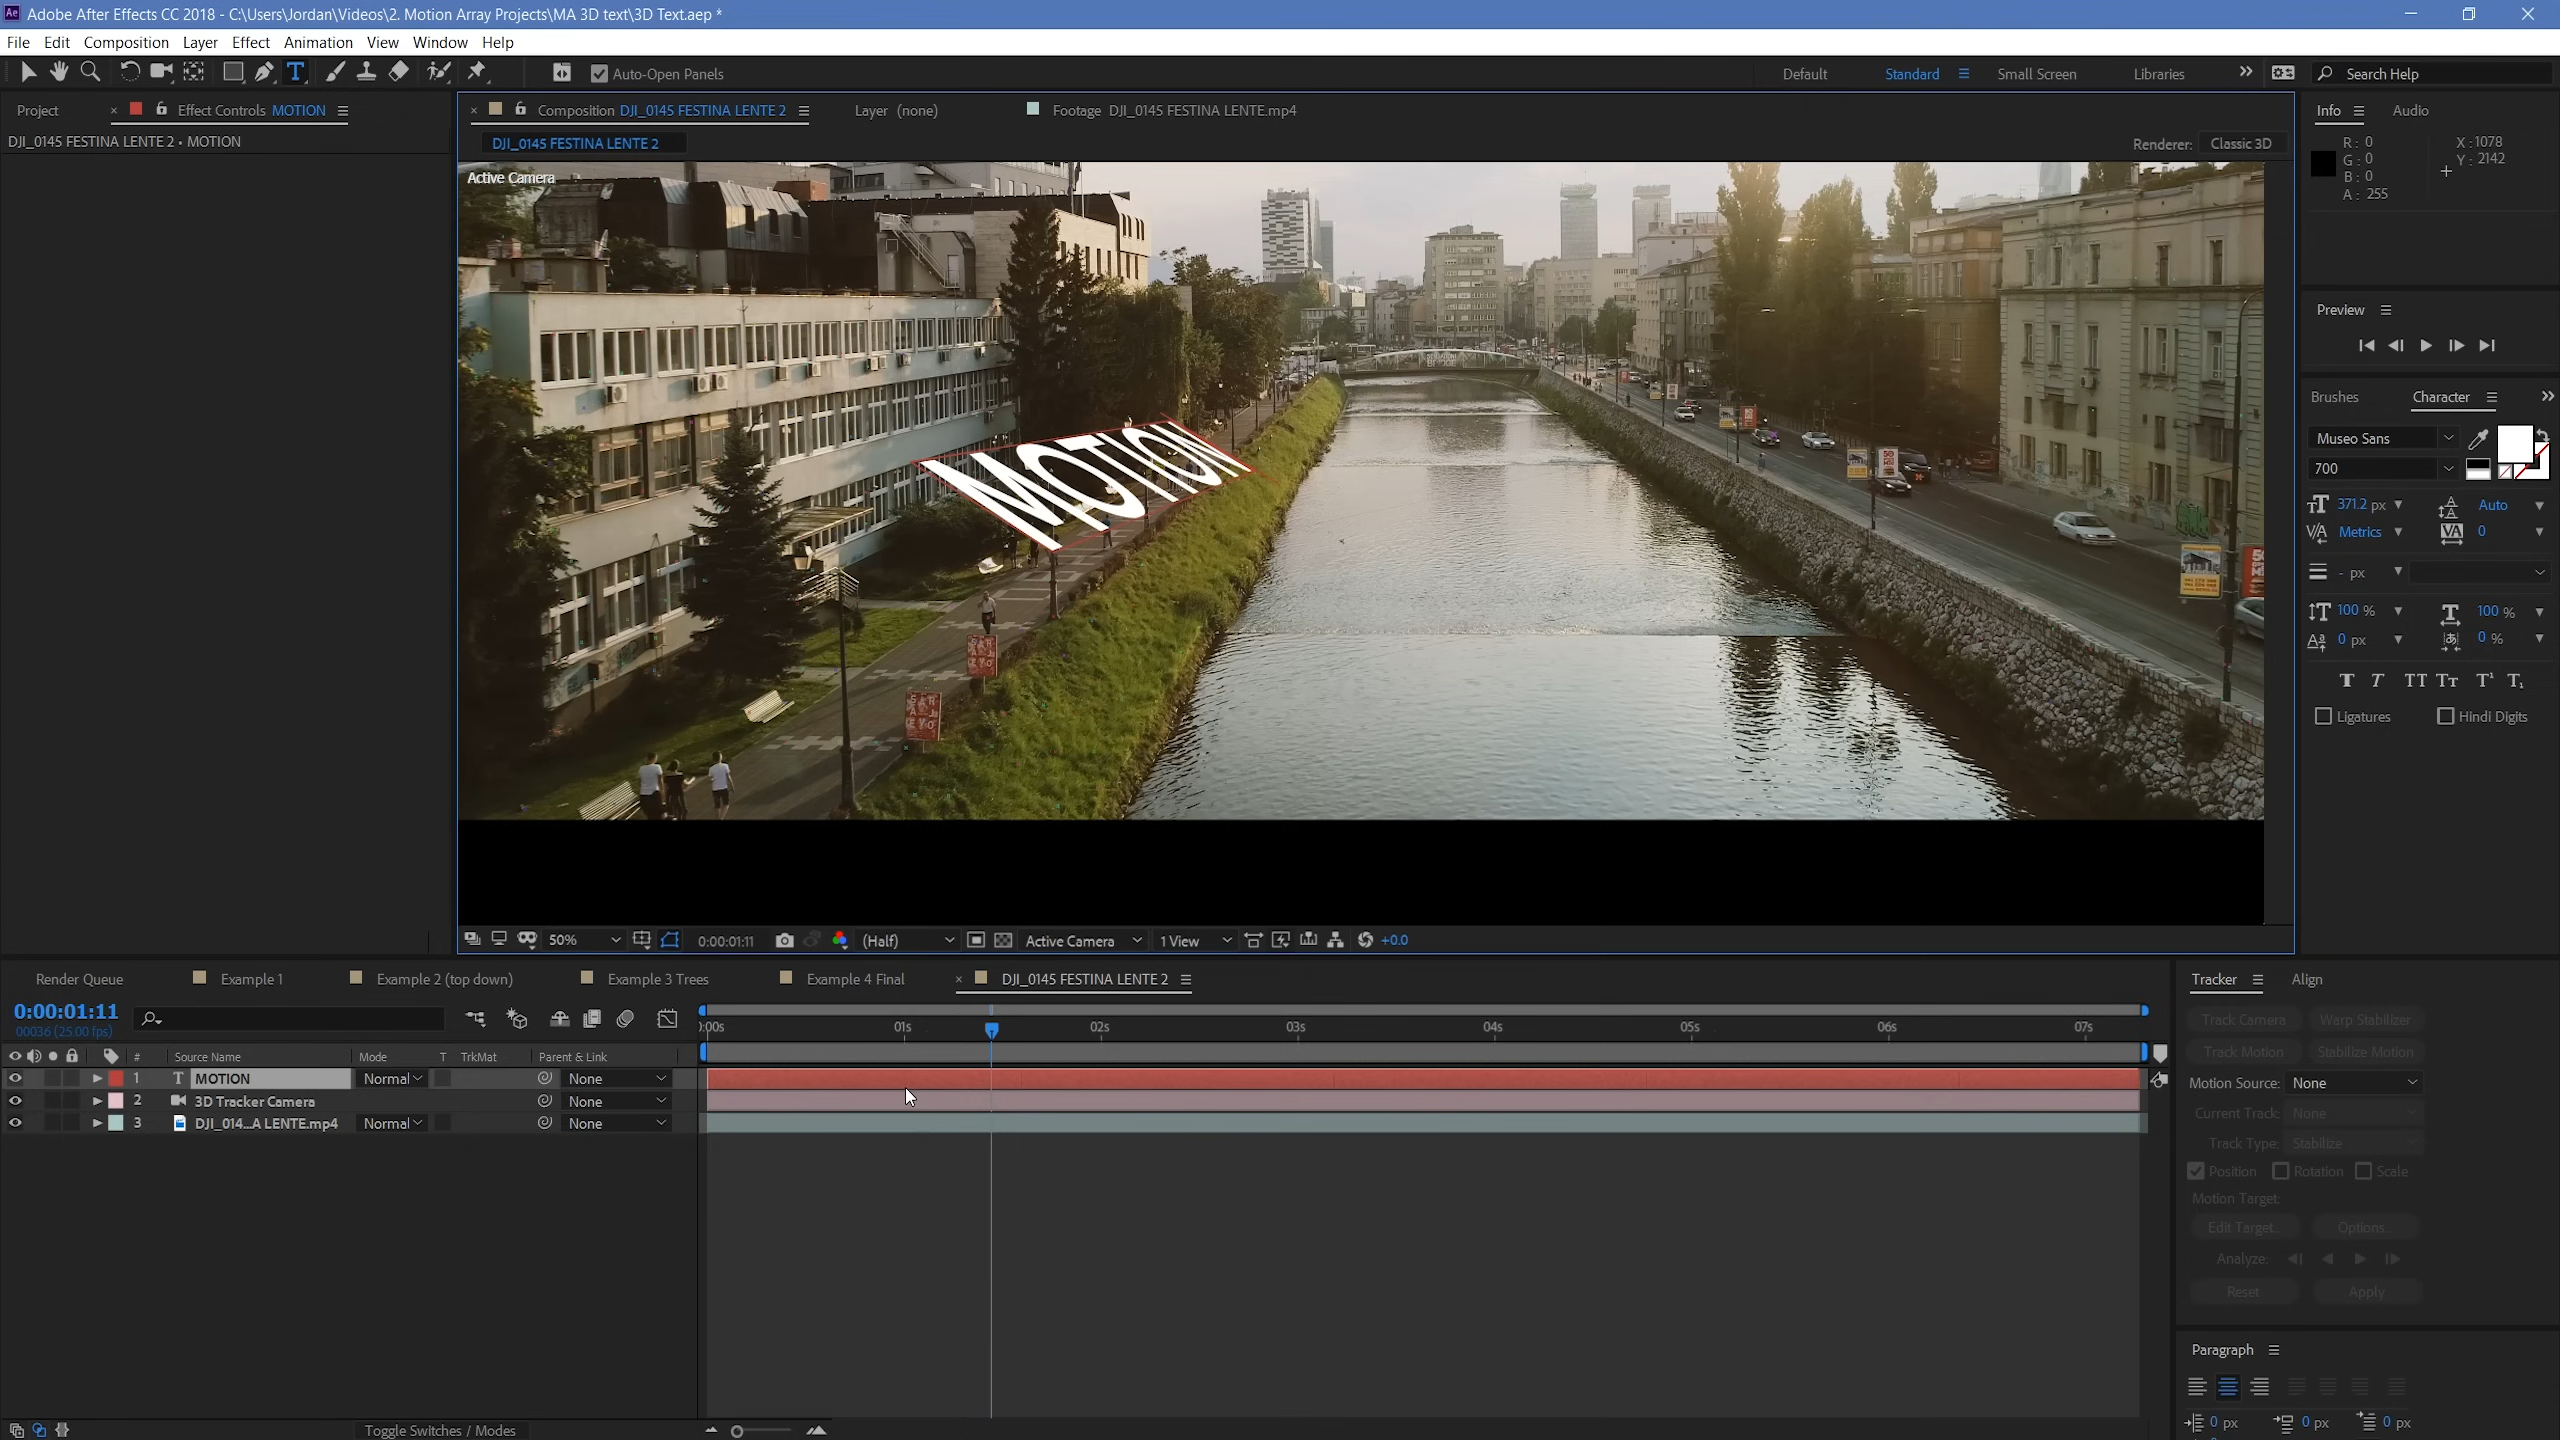 Adobe After Effects CC 2018 - C:\Users\Jordan\Videos\2. Motion Array Projects\MA 3D text\3D Text.aep *
File Edit Composition Layer Effect Animation View Window Help
Auto-Open Panels
Default Standard Small Screen Libraries
Search Help
Project
Effect Controls MOTION
DJI_0145 FESTINA LENTE 2 • MOTION
Composition DJI_0145 FESTINA LENTE 2
Layer (none)
Footage DJI_0145 FESTINA LENTE.mp4
DJI_0145 FESTINA LENTE 2
Renderer: Classic 3D
Active Camera
MOTION
50% 0:00:01:11 (Half) Active Camera 1 View +0.0
Info Audio
R: 0
G: 0
B: 0
A: 255
X: 1078
Y: 2142
Preview
Brushes Character
Museo Sans
700
371.2 px Auto
Metrics 0
- px
100 % 100 %
0 px 0 %
Ligatures Hindi Digits
Render Queue Example 1 Example 2 (top down) Example 3 Trees Example 4 Final DJI_0145 FESTINA LENTE 2
0:00:01:11
00036 (25.00 fps)
):00s 01s 02s 03s 04s 05s 06s 07s
# Source Name Mode T TrkMat Parent & Link
1 T MOTION Normal None
2 3D Tracker Camera None
3 DJI_014...A LENTE.mp4 Normal None
Toggle Switches / Modes
Tracker Align
Track Camera Warp Stabilizer
Track Motion Stabilize Motion
Motion Source: None
Current Track: None
Track Type: Stabilize
Position Rotation Scale
Motion Target:
Edit Target... Options...
Analyze:
Reset Apply
Paragraph
0 px 0 px 0 px